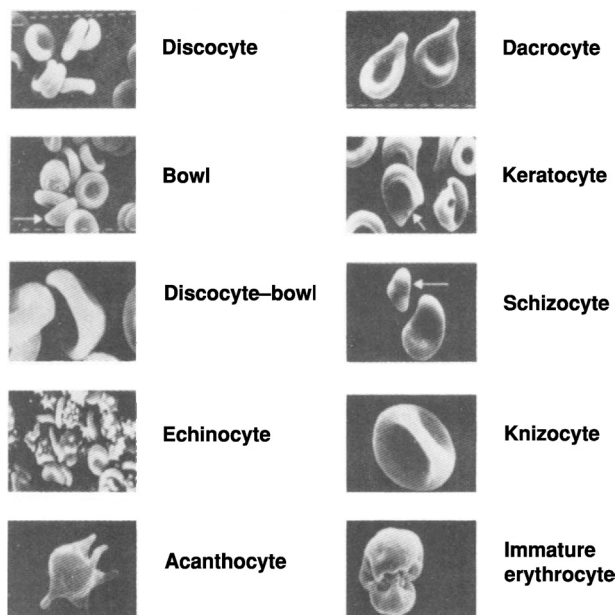 Discocyte
Dacrocyte
Bowl
Keratocyte
Discocyte–bowl
Schizocyte
Echinocyte
Knizocyte
Acanthocyte
Immature
erythrocyte